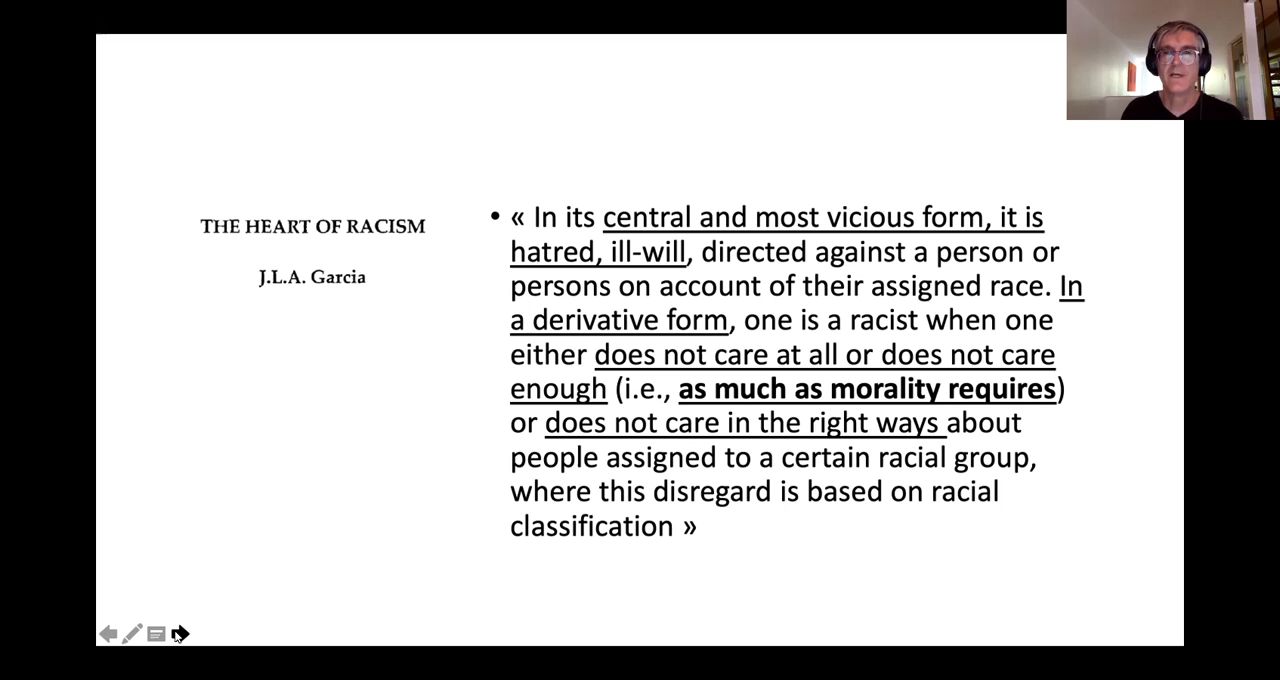 THE HEART OF RACISM
J.L.A. Garcia
• « In its central and most vicious form, it is
hatred, ill-will, directed against a person or
persons on account of their assigned race. In
a derivative form, one is a racist when one
either does not care at all or does not care
enough (i.e., as much as morality requires)
or does not care in the right ways about
people assigned to a certain racial group,
where this disregard is based on racial
classification »